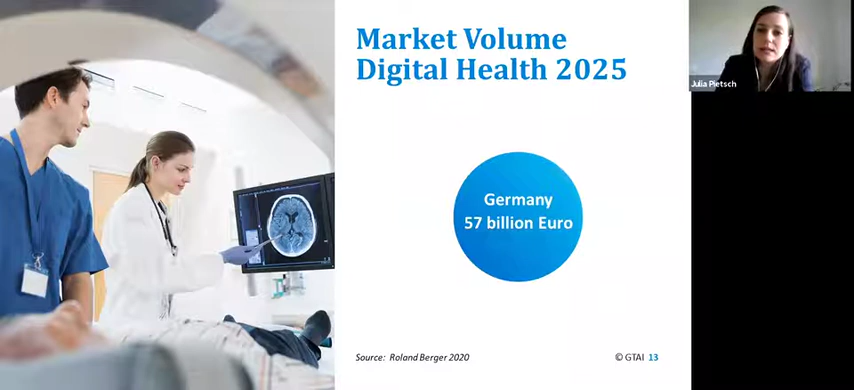 Market Volume
Digital Health 2025
Julia Pietsch
Germany
57 billion Euro
Source: Roland Berger 2020
© GTAI 13